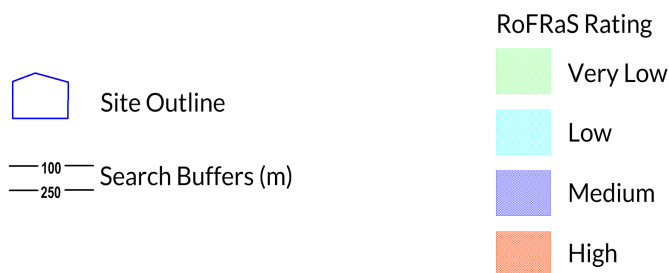 RoFRaS Rating
Very Low
Site Outline
Low
100
Search Buffers (m)
250
Medium
High